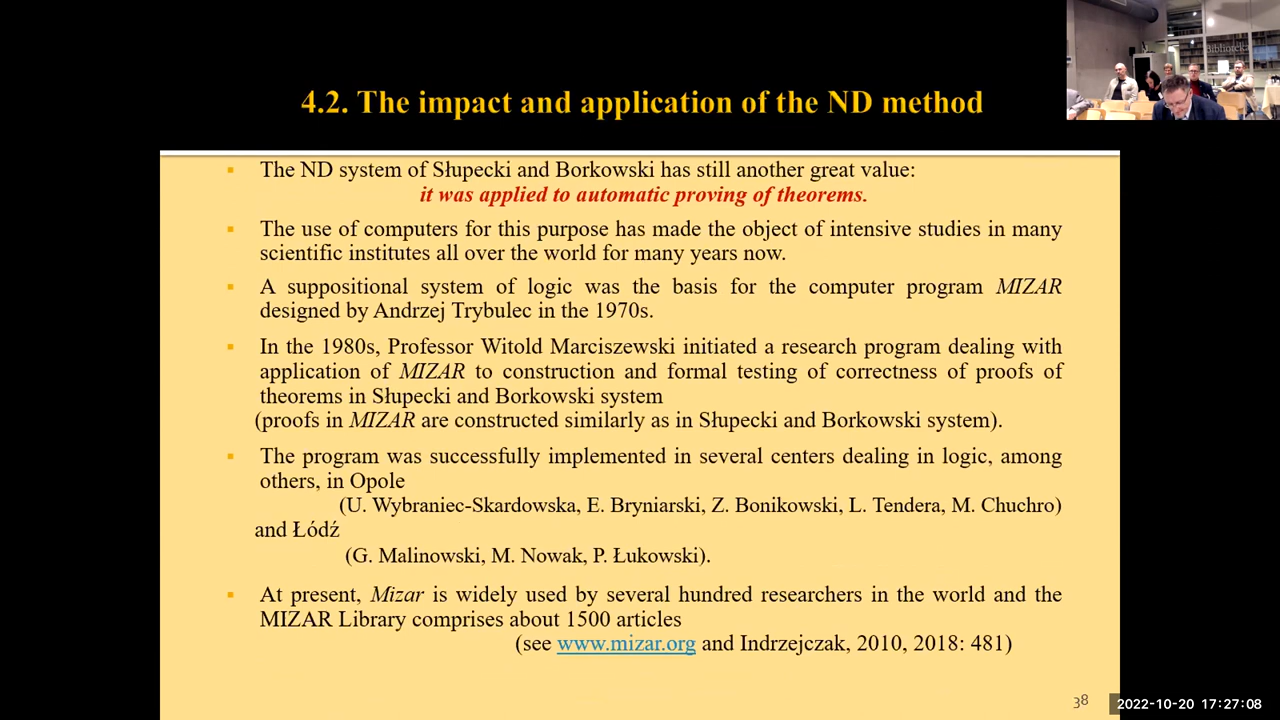 Biblioteka
4.2. The impact and application of the ND method
▪ The ND system of Słupecki and Borkowski has still another great value:
it was applied to automatic proving of theorems.
▪ The use of computers for this purpose has made the object of intensive studies in many
scientific institutes all over the world for many years now.
▪ A suppositional system of logic was the basis for the computer program MIZAR
designed by Andrzej Trybulec in the 1970s.
▪ In the 1980s, Professor Witold Marciszewski initiated a research program dealing with
application of MIZAR to construction and formal testing of correctness of proofs of
theorems in Słupecki and Borkowski system
(proofs in MIZAR are constructed similarly as in Słupecki and Borkowski system).
▪ The program was successfully implemented in several centers dealing in logic, among
others, in Opole
(U. Wybraniec-Skardowska, E. Bryniarski, Z. Bonikowski, L. Tendera, M. Chuchro)
and Łódź
(G. Malinowski, M. Nowak, P. Łukowski).
▪ At present, Mizar is widely used by several hundred researchers in the world and the
MIZAR Library comprises about 1500 articles
(see www.mizar.org and Indrzejczak, 2010, 2018: 481)
38
2022-10-20 17:27:08